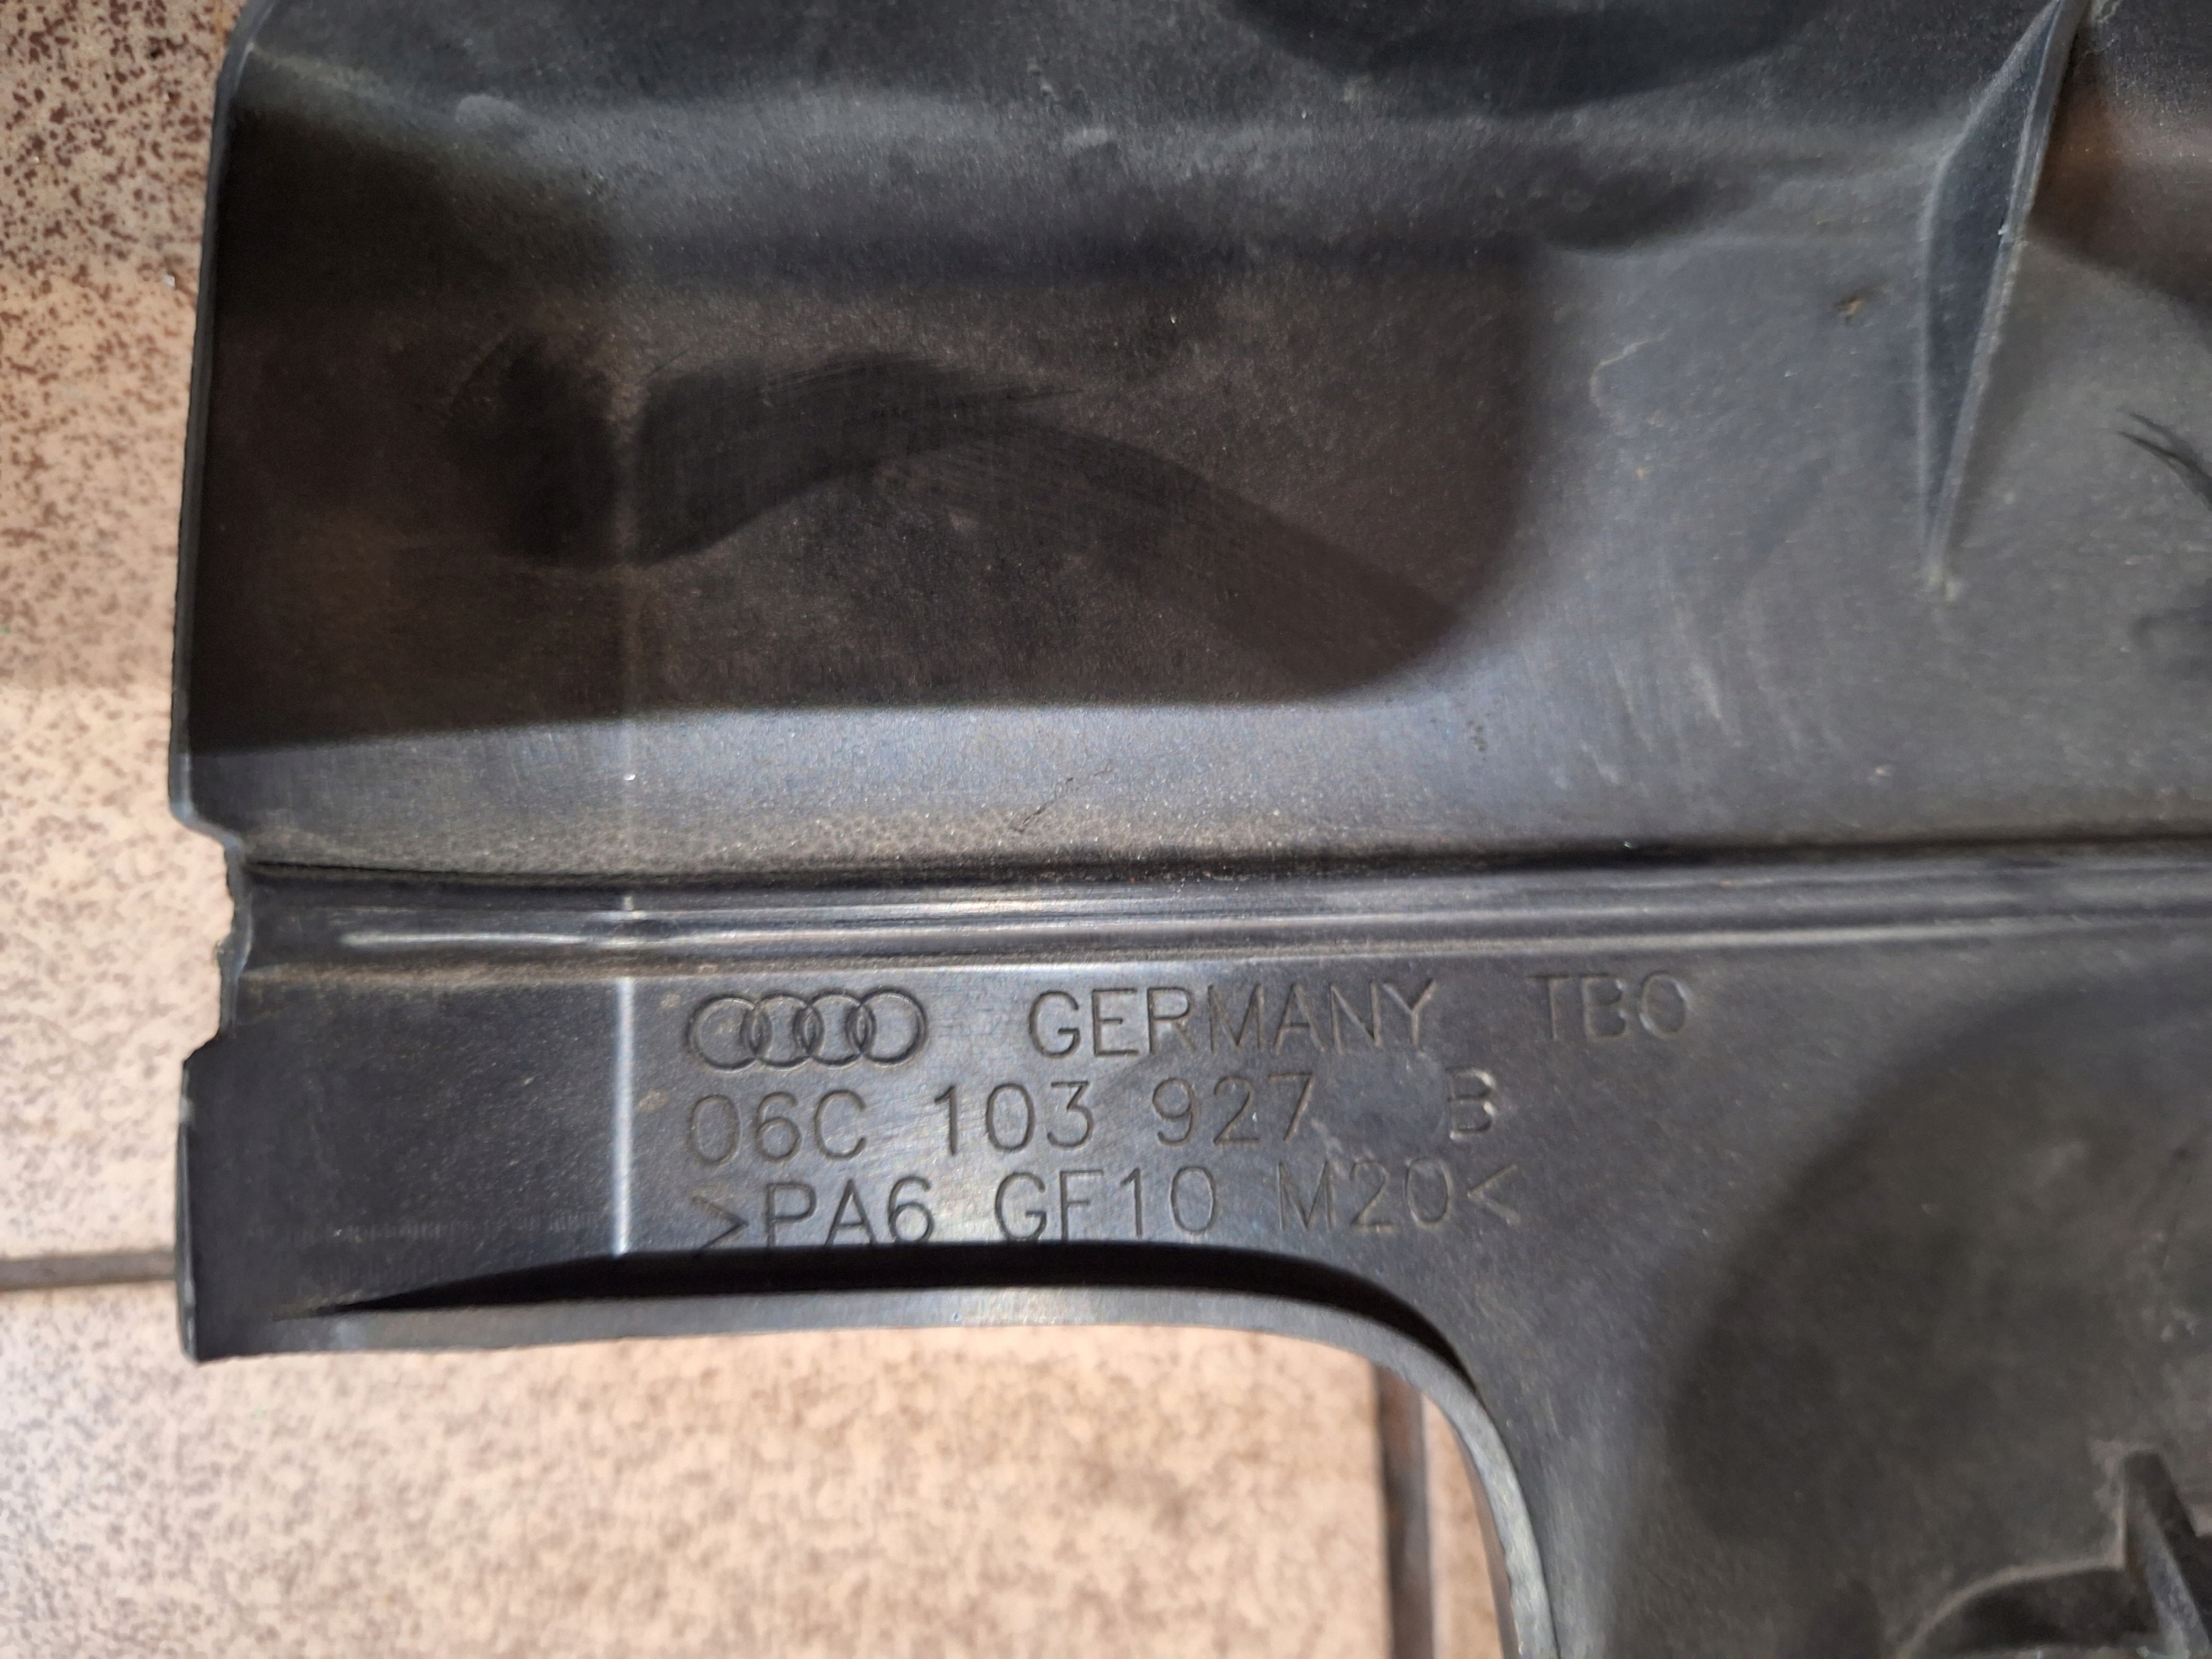 GERMANY TBO
06C 103 927 B
>PA6 GF10 M20<